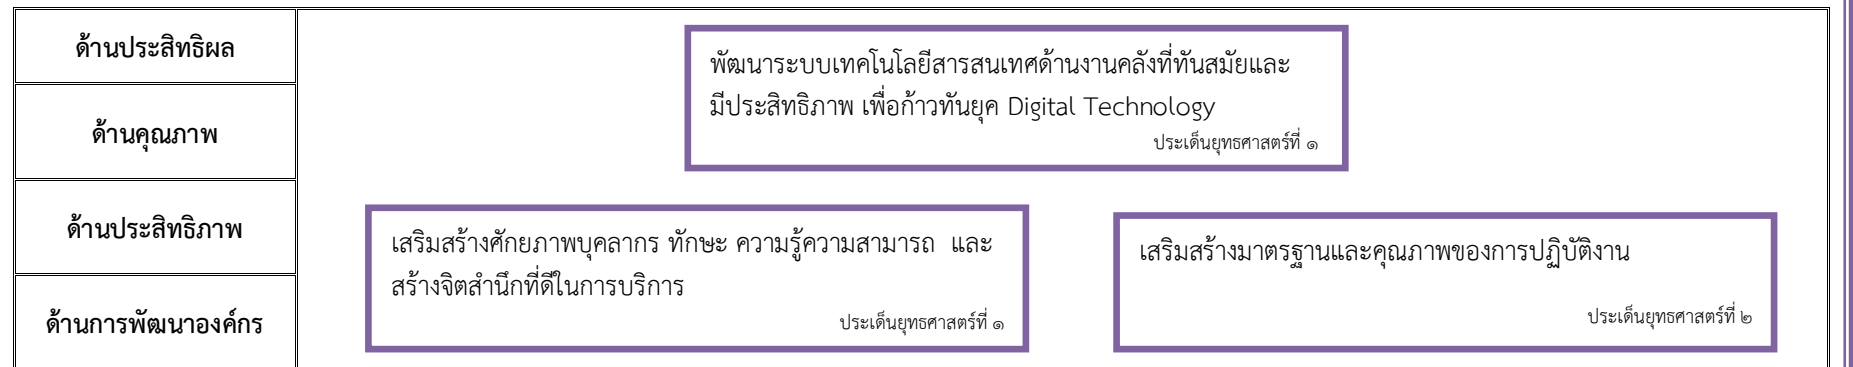 ด้านประสิทธิผล
ด้านคุณภาพ
ด้านประสิทธิภาพ
ด้านการพัฒนาองค์กร
พัฒนาระบบเทคโนโลยีสารสนเทศด้านงานคลังที่ทันสมัยและ
มีประสิทธิภาพ เพื่อก้าวทันยุค Digital Technology
ประเด็นยุทธศาสตร์ที่ ๑
เสริมสร้างศักยภาพบุคลากร ทักษะ ความรู้ความสามารถ และ
สร้างจิตสำนึกที่ดีในการบริการ
ประเด็นยุทธศาสตร์ที่ ๑
เสริมสร้างมาตรฐานและคุณภาพของการปฏิบัติงาน
ประเด็นยุทธศาสตร์ที่ ๒